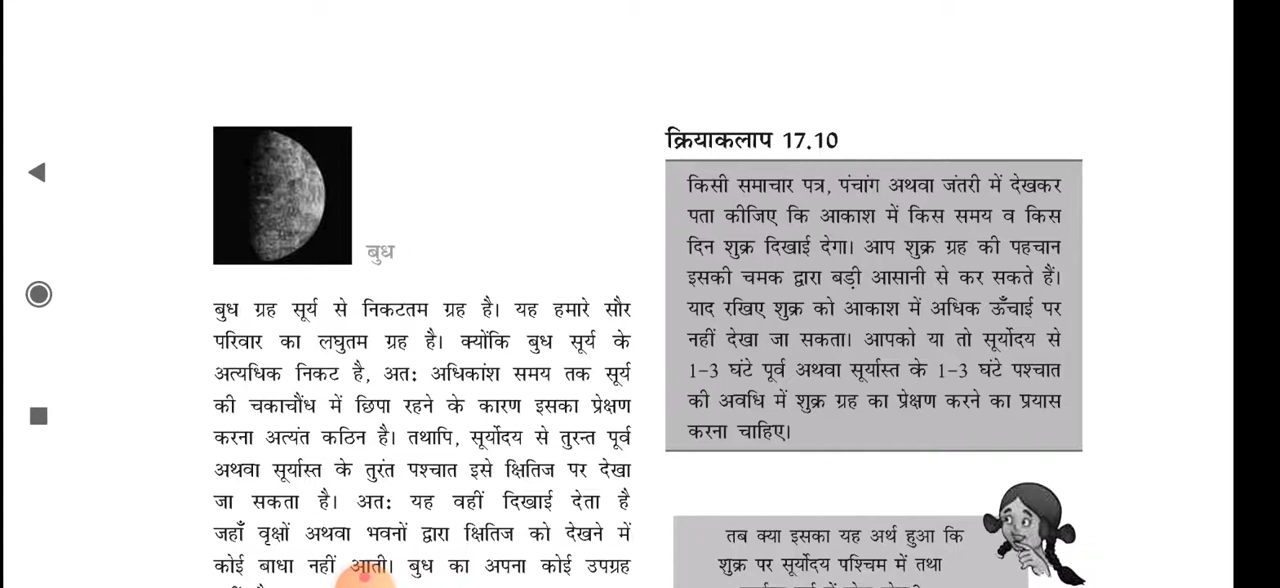 बुध
बुध ग्रह सूर्य से निकटतम ग्रह है। यह हमारे सौर
परिवार का लघुतम ग्रह है। क्योंकि बुध सूर्य के
अत्यधिक निकट है, अतः अधिकांश समय तक सूर्य
की चकाचौंध में छिपा रहने के कारण इसका प्रेक्षण
करना अत्यंत कठिन है। तथापि, सूर्योदय से तुरन्त पूर्व
अथवा सूर्यास्त के तुरंत पश्चात इसे क्षितिज पर देखा
जा सकता है। अतः यह वहीं दिखाई देता है
जहाँ वृक्षों अथवा भवनों द्वारा क्षितिज को देखने में
कोई बाधा नहीं आती। बुध का अपना कोई उपग्रह
क्रियाकलाप 17.10
किसी समाचार पत्र, पंचांग अथवा जंतरी में देखकर
पता कीजिए कि आकाश में किस समय व किस
दिन शुक्र दिखाई देगा। आप शुक्र ग्रह की पहचान
इसकी चमक द्वारा बड़ी आसानी से कर सकते हैं।
याद रखिए शुक्र को आकाश में अधिक ऊँचाई पर
नहीं देखा जा सकता। आपको या तो सूर्योदय से
1-3 घंटे पूर्व अथवा सूर्यास्त के 1-3 घंटे पश्चात
की अवधि में शुक्र ग्रह का प्रेक्षण करने का प्रयास
करना चाहिए।
तब क्या इसका यह अर्थ हुआ कि
शुक्र पर सूर्योदय पश्चिम में तथा